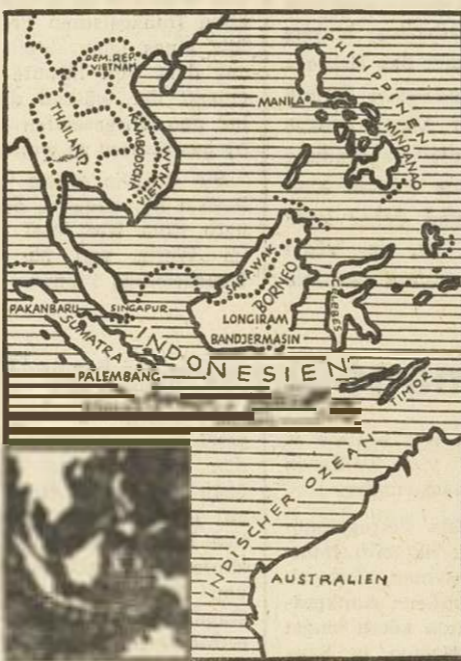 DEM. REP.
VIETNAM
PHILIPPINEN
MANILA
THAILAND
KAMBODSCHA
VIETNAM
MINDANAO
SARAWAK
BORNEO
CELEBES
PAKANBARU
SINGAPUR
LONGIRAM
SUMATRA
BANDJERMASIN
INDONESIEN
PALEMBANG
TIMOR
INDISCHER OZEAN
AUSTRALIEN